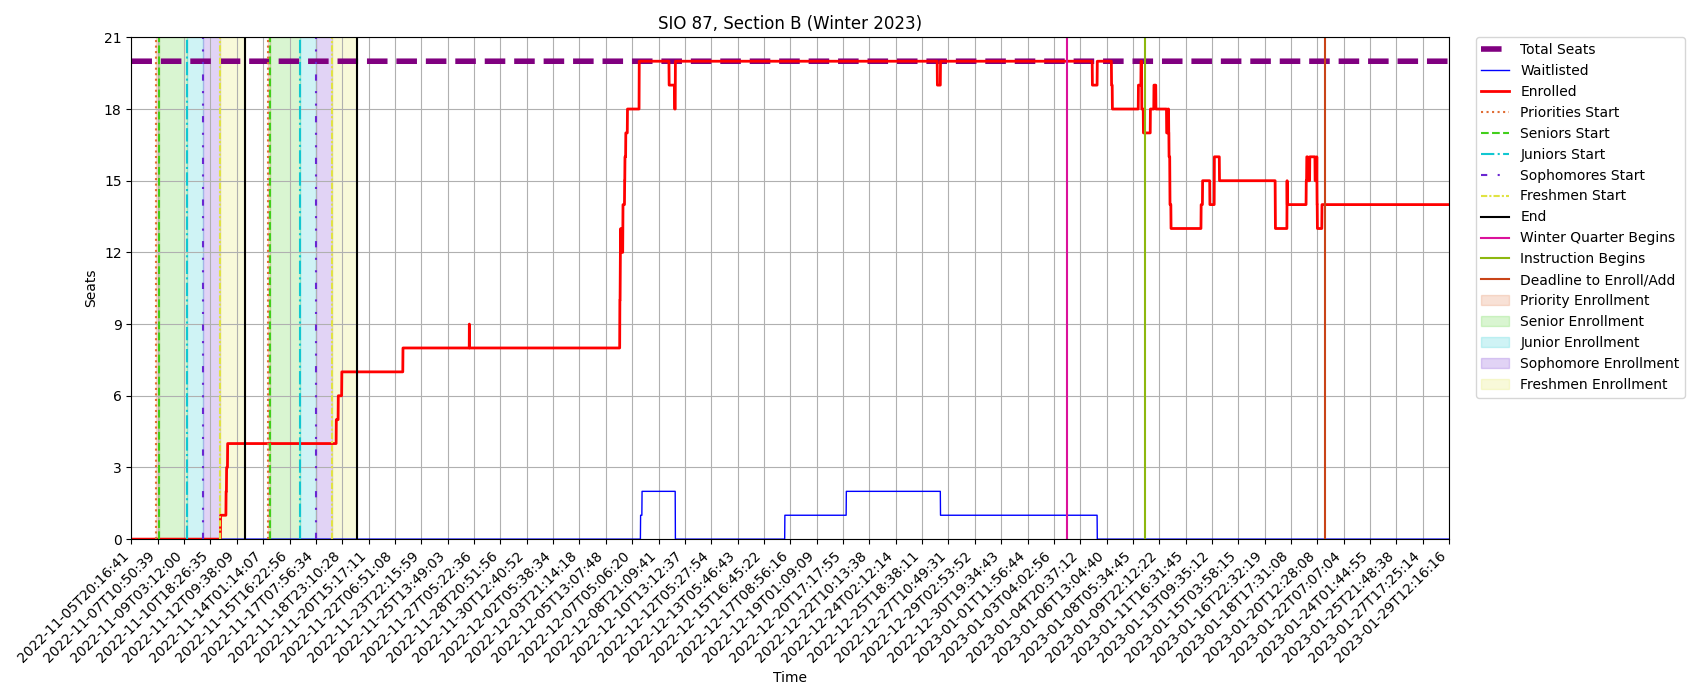 SIO 87, Section B (Winter 2023)
21
18
15
12
9
6
3
0
Seats
2022-11-05T20:16:41
2022-11-07T10:50:39
2022-11-09T03:12:00
2022-11-10T18:26:35
2022-11-12T09:38:09
2022-11-14T01:14:07
2022-11-15T16:22:56
2022-11-17T07:56:34
2022-11-18T23:10:28
2022-11-20T15:17:11
2022-11-22T06:51:08
2022-11-23T22:15:59
2022-11-25T13:49:03
2022-11-27T05:22:36
2022-11-28T20:51:56
2022-11-30T12:40:52
2022-12-02T05:38:34
2022-12-03T21:14:18
2022-12-05T13:07:48
2022-12-07T05:06:20
2022-12-08T21:09:41
2022-12-10T13:12:37
2022-12-12T05:27:54
2022-12-13T05:46:43
2022-12-15T16:45:22
2022-12-17T08:56:16
2022-12-19T01:09:09
2022-12-20T17:17:55
2022-12-22T10:13:38
2022-12-24T02:12:14
2022-12-25T18:38:11
2022-12-27T10:49:31
2022-12-29T02:53:52
2022-12-30T19:34:43
2023-01-01T11:56:44
2023-01-03T04:02:56
2023-01-04T20:37:12
2023-01-06T13:04:40
2023-01-08T05:34:45
2023-01-09T22:12:22
2023-01-11T16:31:45
2023-01-13T09:35:12
2023-01-15T03:58:15
2023-01-16T22:32:19
2023-01-18T17:31:08
2023-01-20T12:28:08
2023-01-22T07:07:04
2023-01-24T01:44:55
2023-01-25T21:48:38
2023-01-27T17:25:14
2023-01-29T12:16:16
Time
Total Seats
Waitlisted
Enrolled
Priorities Start
Seniors Start
Juniors Start
Sophomores Start
Freshmen Start
End
Winter Quarter Begins
Instruction Begins
Deadline to Enroll/Add
Priority Enrollment
Senior Enrollment
Junior Enrollment
Sophomore Enrollment
Freshmen Enrollment